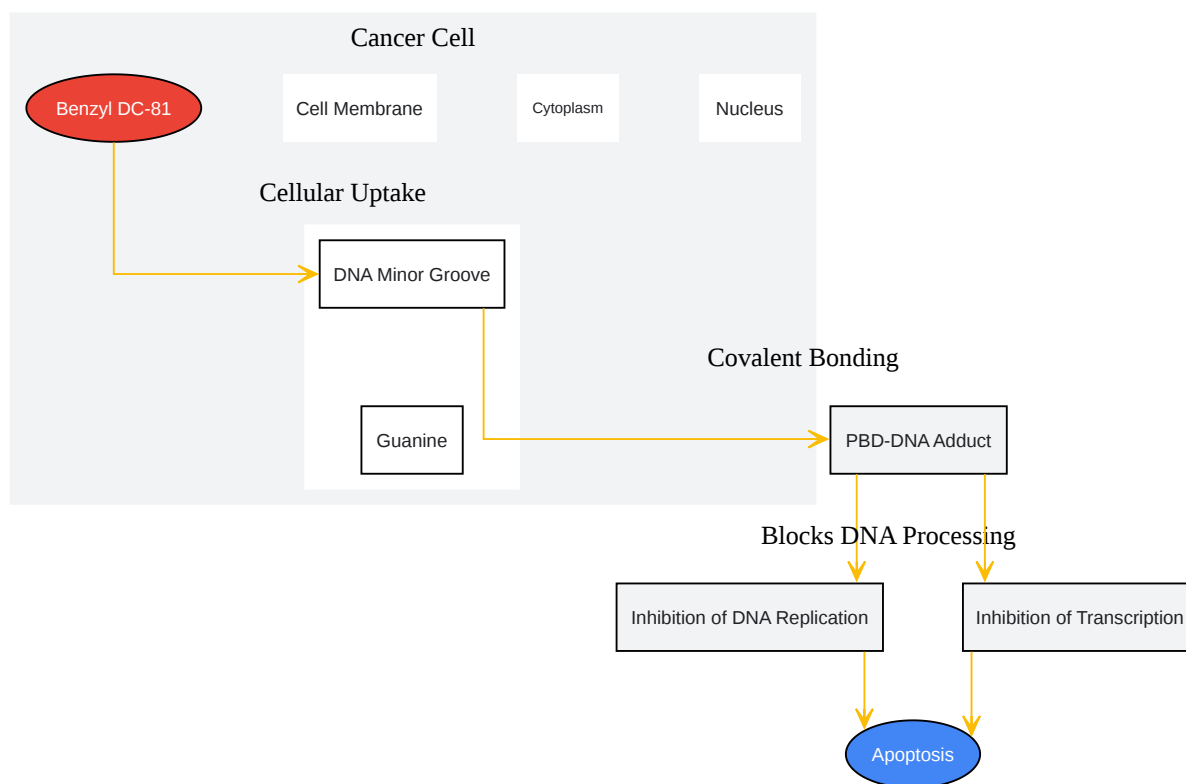 Cancer Cell
Benzyl DC-81
Cell Membrane
Cytoplasm
Nucleus
Cellular Uptake
DNA Minor Groove
Covalent Bonding
Guanine
PBD-DNA Adduct
Blocks DNA Processing
Inhibition of DNA Replication
Inhibition of Transcription
Apoptosis